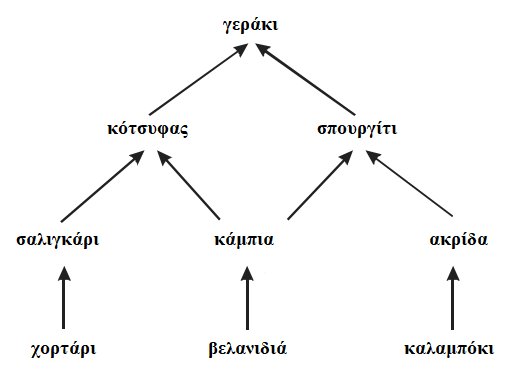 γεράκι
κότσυφας σπουργίτι
σαλιγκάρι κάμπια ακρίδα
χορτάρι βελανιδιά καλαμπόκι